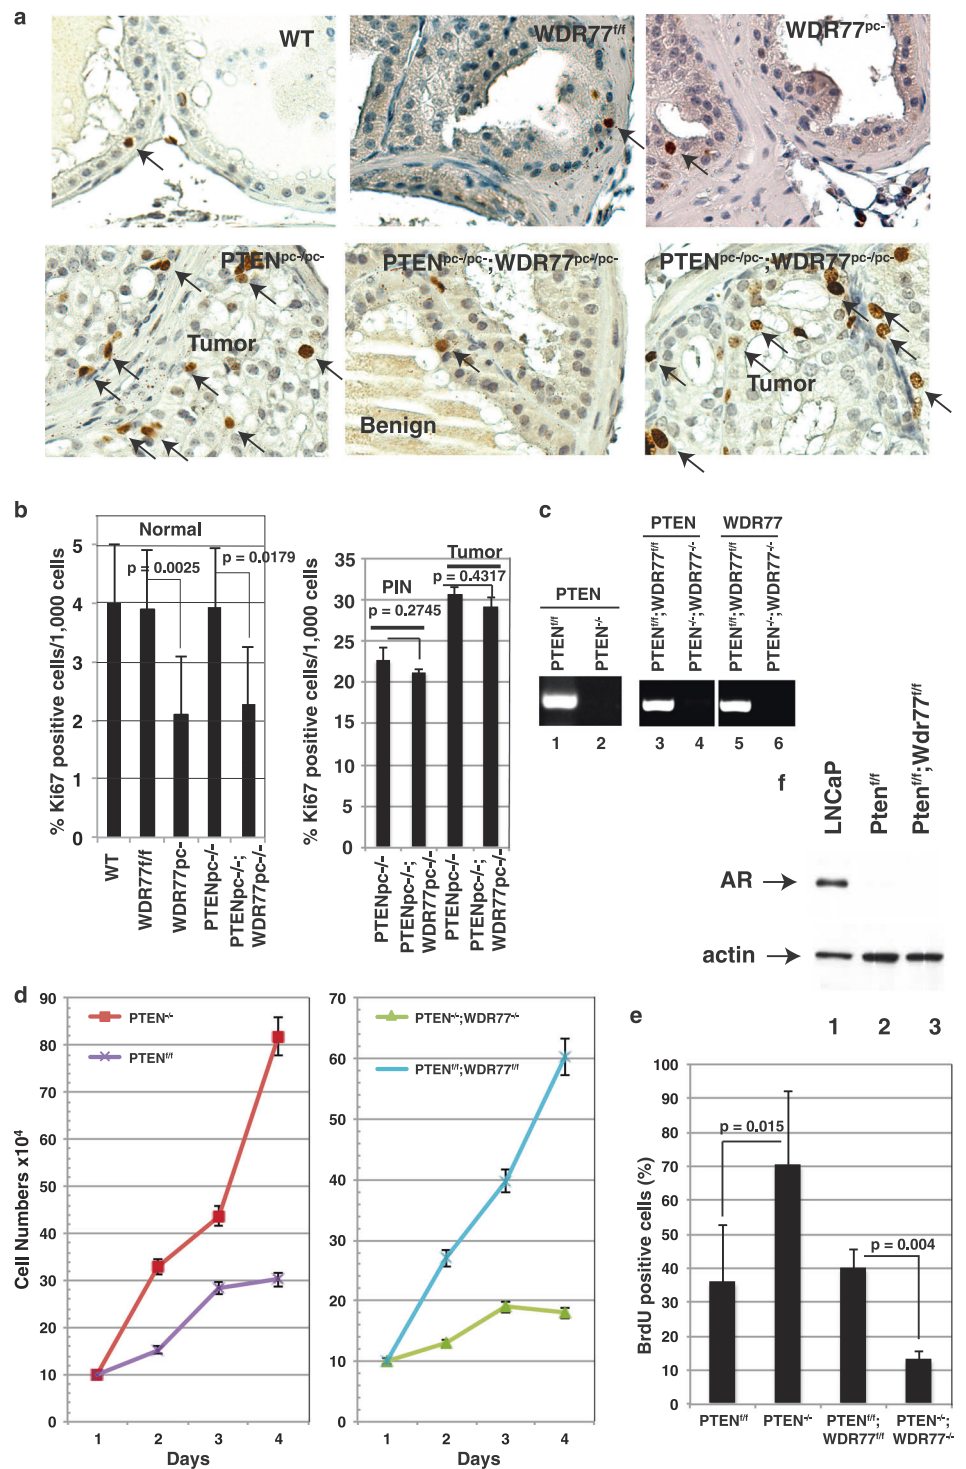 a
WT
WDR77f/f
WDR77pc-
PTENpc-/pc-
Tumor
PTENpc-/pc-;WDR77pc-/pc-
Benign
PTENpc-/pc-;WDR77pc-/pc-
Tumor
b
% Ki67 positive cells/1,000 cells
Normal
p = 0.0025
p = 0.0179
5
4
3
2
1
0
WT
WDR77f/f
WDR77pc-
PTENpc-/-
PTENpc-/-;
WDR77pc-/-
% Ki67 positive cells/1,000 cells
35
30
25
20
15
10
5
0
PIN
p = 0.2745
Tumor
p = 0.4317
PTENpc-/-
PTENpc-/-;
WDR77pc-/-
PTENpc-/-
PTENpc-/-;
WDR77pc-/-
c
PTEN
PTENf/f
PTEN-/-
PTEN
PTENf/f;WDR77f/f
PTEN-/-;WDR77-/-
WDR77
PTENf/f;WDR77f/f
PTEN-/-;WDR77-/-
1 2 3 4 5 6
f
LNCaP
Ptenf/f
Ptenf/f;Wdr77f/f
AR
actin
1 2 3
d
Cell Numbers x104
90
80
70
60
50
40
30
20
10
0
PTEN-/-
PTENf/f
1 2 3 4
Days
70
60
50
40
30
20
10
0
PTEN-/-;WDR77-/-
PTENf/f;WDR77f/f
1 2 3 4
Days
e
BrdU positive cells (%)
100
90
80
70
60
50
40
30
20
10
0
p = 0.015
p = 0.004
PTENf/f
PTEN-/-
PTENf/f;
WDR77f/f
PTEN-/-;
WDR77-/-